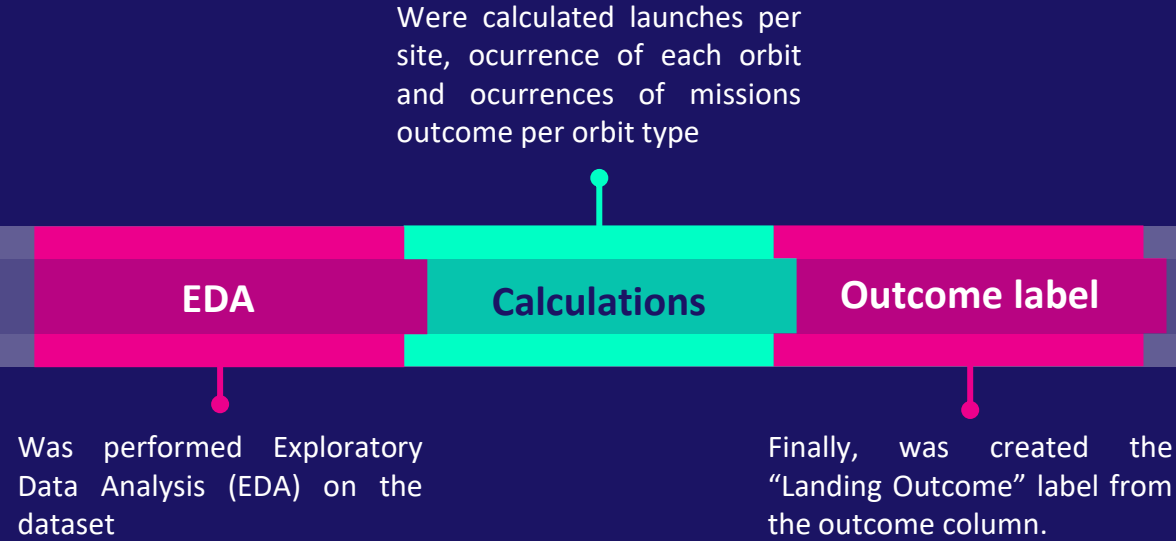 Were calculated launches per
site, ocurrence of each orbit
and ocurrences of missions
outcome per orbit type
EDA
Calculations
Outcome label
Was performed Exploratory
Data Analysis (EDA) on the
dataset
Finally, was created the
“Landing Outcome” label from
the outcome column.